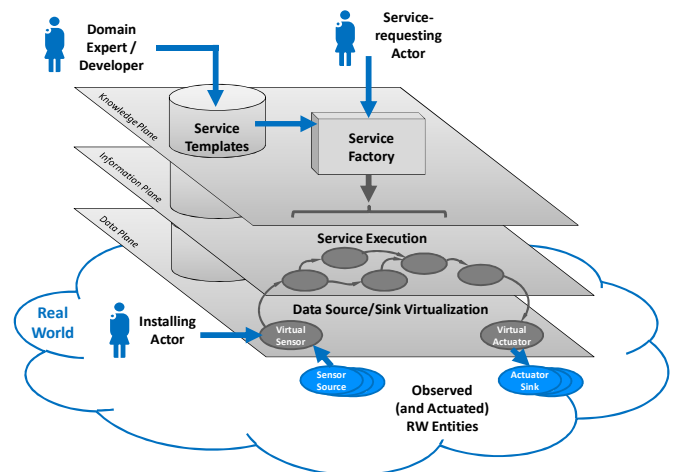 Domain
Expert /
Developer
Service-
requesting
Actor
Knowledge Plane
Service
Templates
Service
Factory
Information Plane
Data Plane
Service Execution
Data Source/Sink Virtualization
Real
World
Installing
Actor
Virtual
Sensor
Virtual
Actuator
Sensor
Source
Actuator
Sink
Observed
(and Actuated)
RW Entities